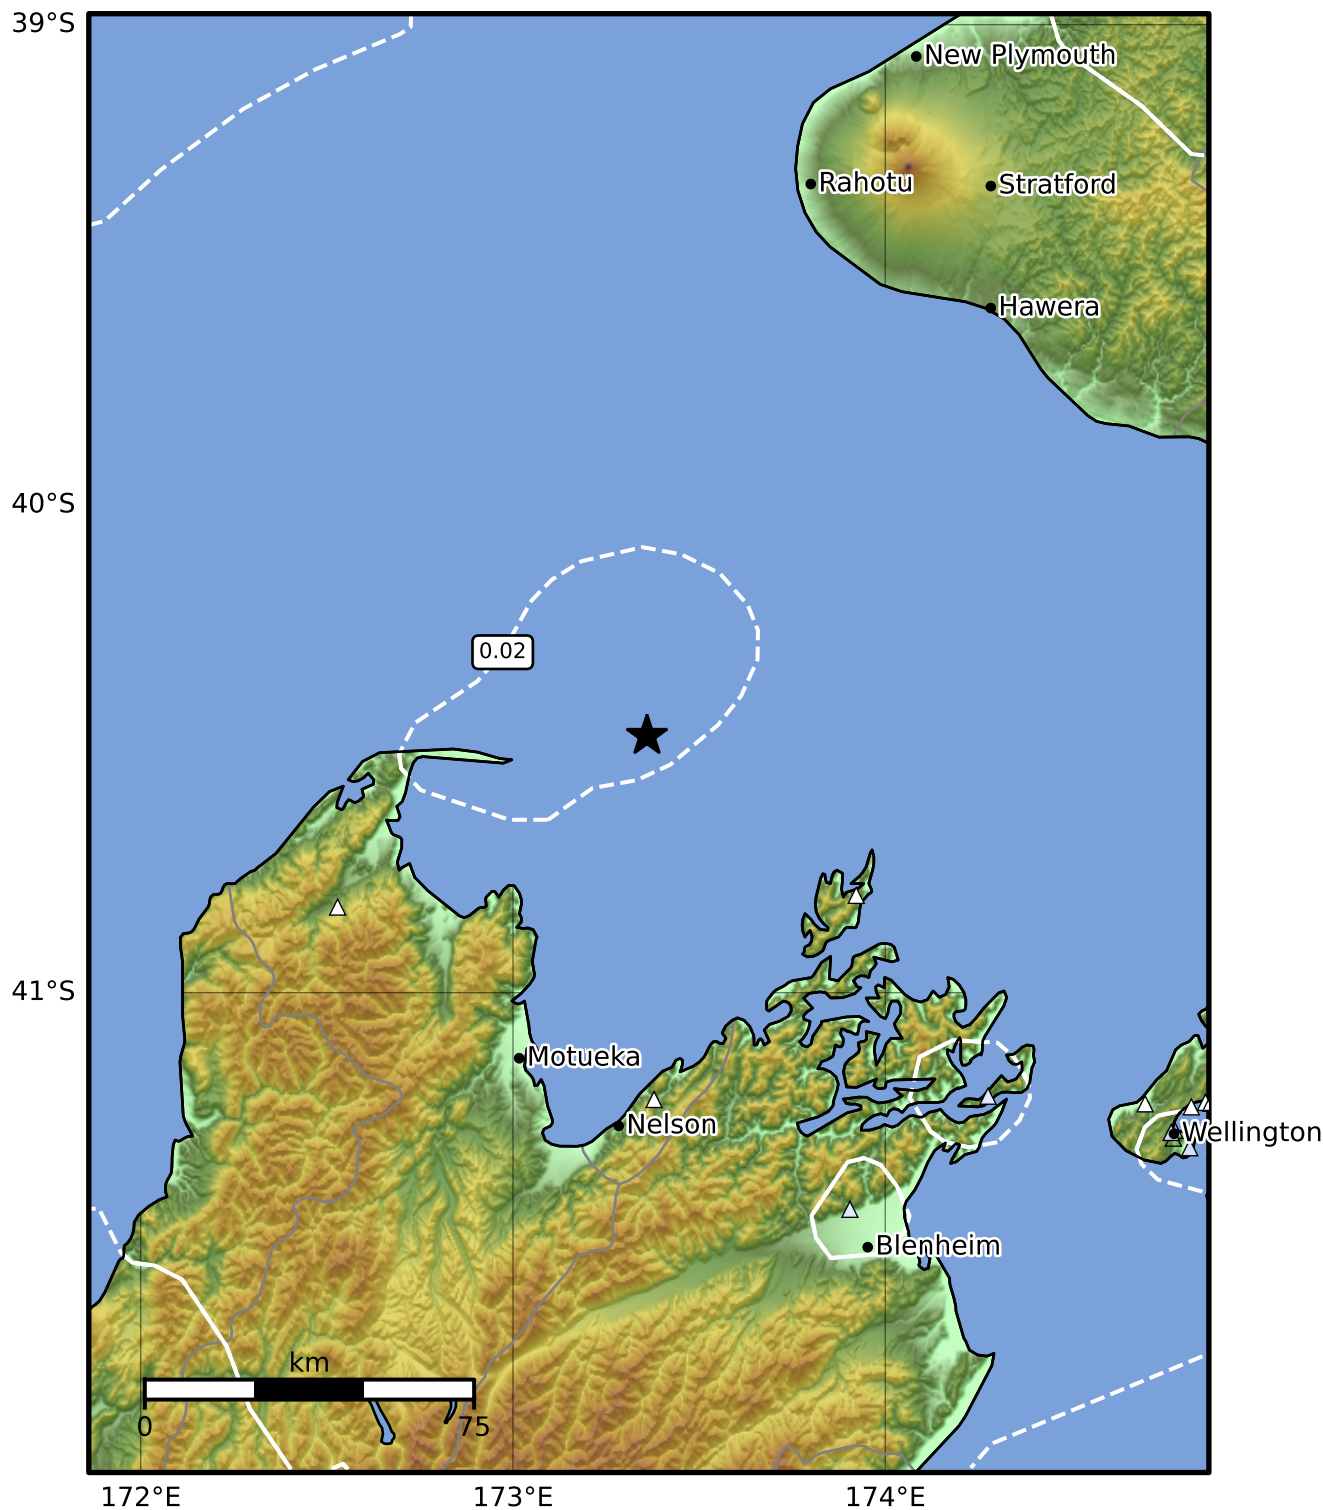 39°S
New Plymouth
Rahotu
Stratford
Hawera
40°S
0.02
41°S
Motueka
Nelson
Wellington
Blenheim
km
0
75
172°E
173°E
174°E